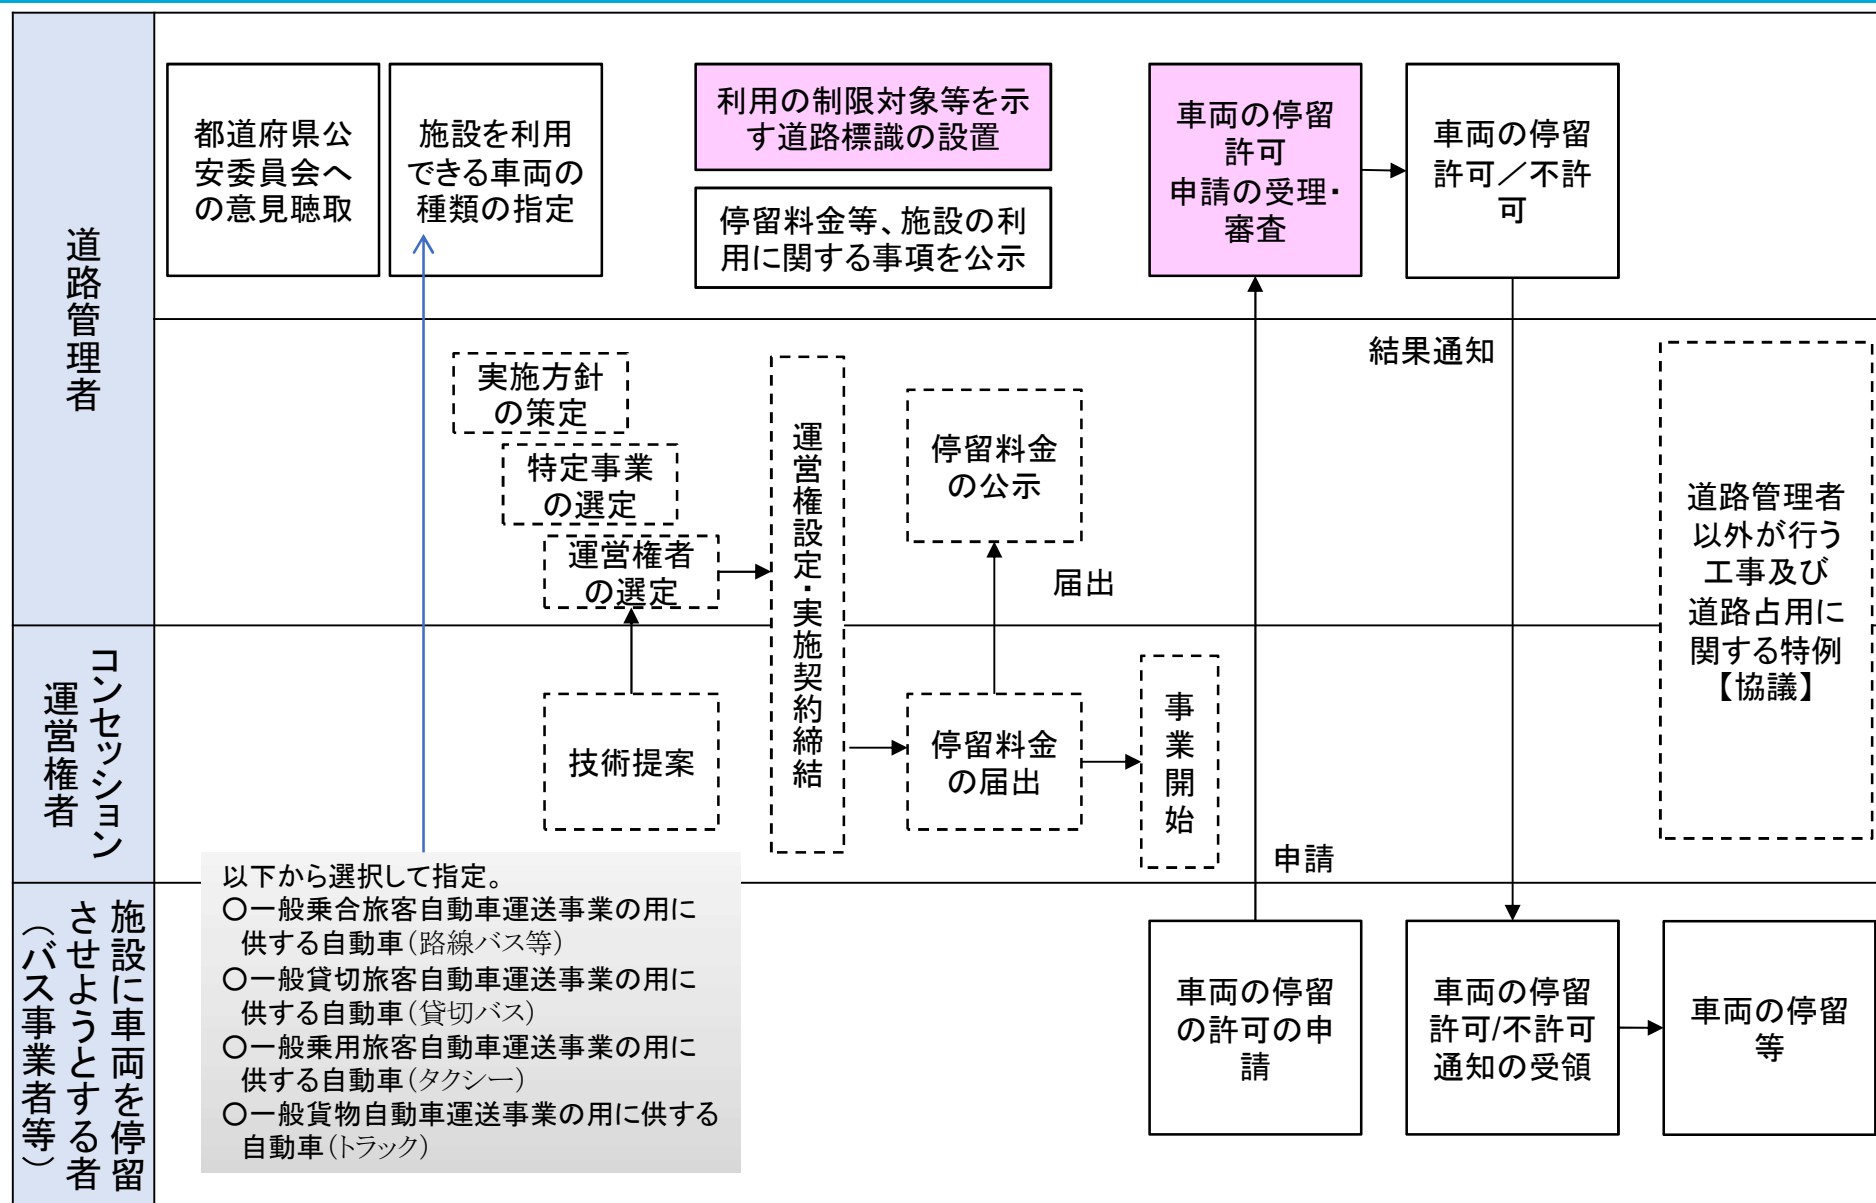 道路管理者
都道府県公
安委員会へ
の意見聴取
施設を利用
できる車両の
種類の指定
利用の制限対象等を示
す道路標識の設置
停留料金等、施設の利
用に関する事項を公示
車両の停留
許可
申請の受理・
審査
車両の停留
許可／不許
可
実施方針
の策定
特定事業
の選定
運営権者
の選定
運営権設定・実施契約締結
停留料金
の公示
届出
結果通知
道路管理者
以外が行う
工事及び
道路占用に
関する特例
【協議】
コンセッション
運営権者
技術提案
停留料金
の届出
事業開始
申請
施設に車両を停留
させようとする者
（バス事業者等）
以下から選択して指定。
〇一般乗合旅客自動車運送事業の用に
供する自動車（路線バス等）
〇一般貸切旅客自動車運送事業の用に
供する自動車（貸切バス）
〇一般乗用旅客自動車運送事業の用に
供する自動車（タクシー）
〇一般貨物自動車運送事業の用に供する
自動車（トラック）
車両の停留
の許可の申
請
車両の停留
許可/不許可
通知の受領
車両の停留
等